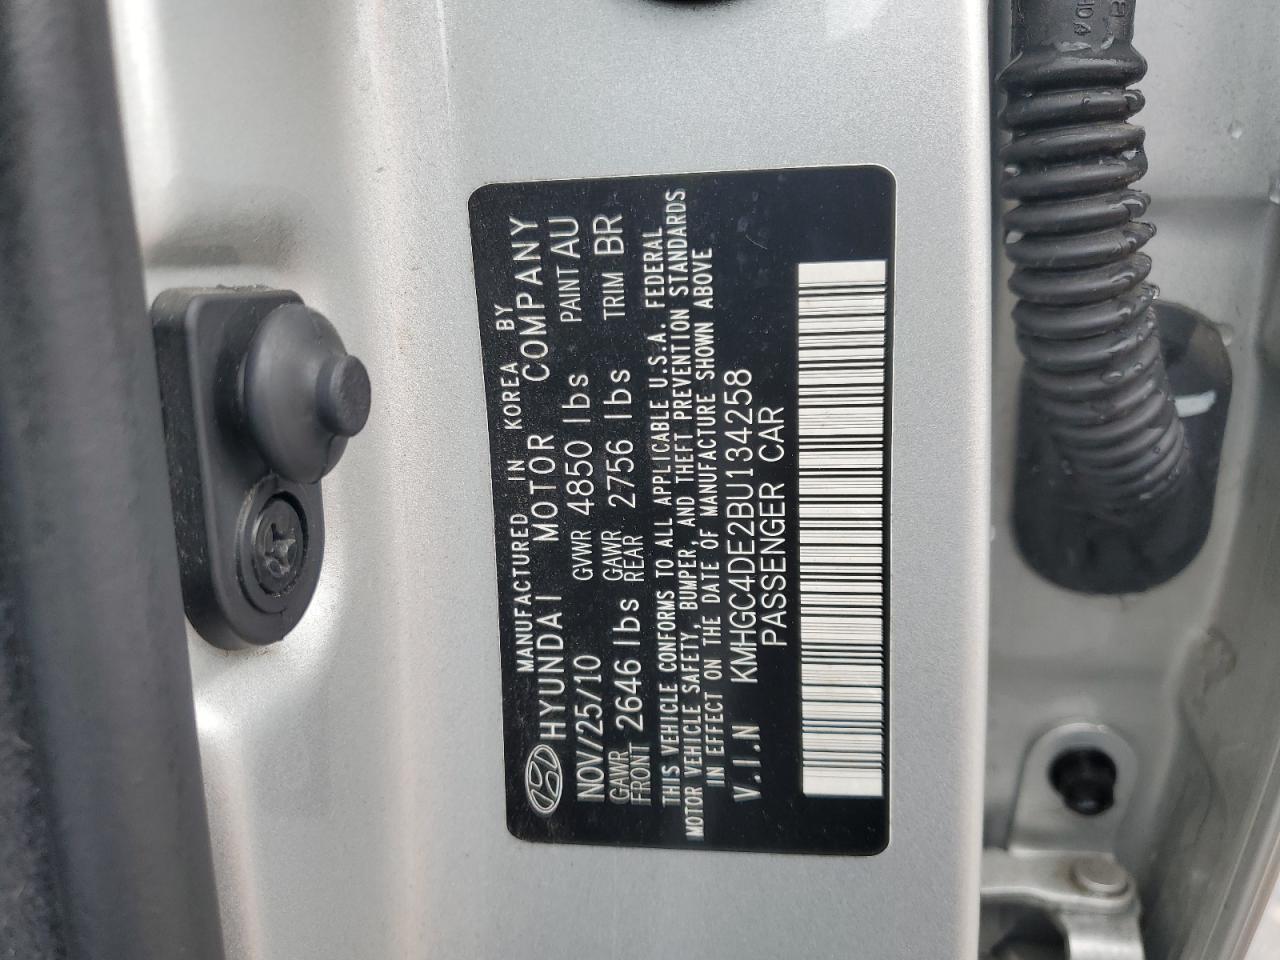 MANUFACTURED IN KOREA BY
HYUNDAI MOTOR COMPANY
NOV/25/10 GVWR 4850 lbs PAINT AU
GAWR FRONT 2646 lbs GAWR REAR 2756 lbs TRIM BR
THIS VEHICLE CONFORMS TO ALL APPLICABLE U.S.A. FEDERAL
MOTOR VEHICLE SAFETY, BUMPER, AND THEFT PREVENTION STANDARDS
IN EFFECT ON THE DATE OF MANUFACTURE SHOWN ABOVE
V.I.N KMHGC4DE2BU134258
PASSENGER CAR